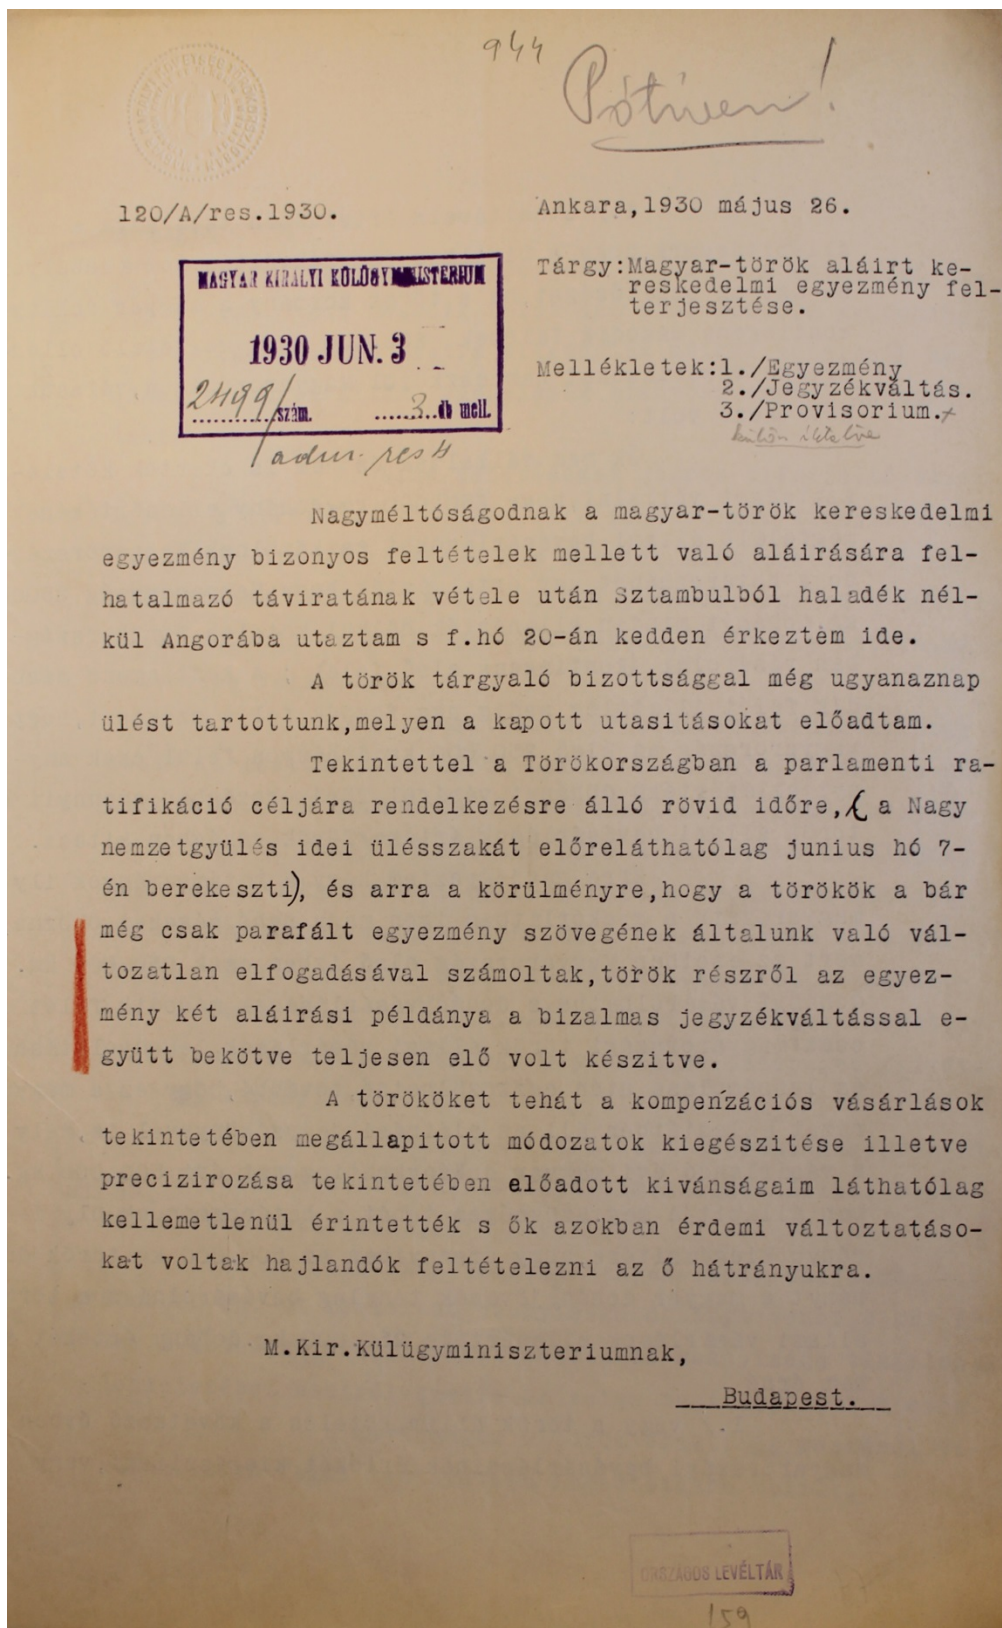 944
Pótíven!
120/A/res.1930.
Ankara,1930 május 26.
MAGYAR KIRÁLYI KÜLÜGYMINISTERIUM
1930 JUN. 3
2499/szám. 3 db mell.
adm. res
Tárgy:Magyar-török aláirt ke-
reskedelmi egyezmény fel-
terjesztése.
Mellékletek:1./Egyezmény
2./Jegyzékváltás.
3./Provisorium.
külön iktatva
Nagyméltóságodnak a magyar-török kereskedelmi
egyezmény bizonyos feltételek mellett való aláirására fel-
hatalmazó táviratának vétele után Sztambulból haladék nél-
kül Angorába utaztam s f.hó 20-án kedden érkeztem ide.
A török tárgyaló bizottsággal még ugyanaznap
ülést tartottunk,melyen a kapott utasitásokat előadtam.
Tekintettel a Törökországban a parlamenti ra-
tifikáció céljára rendelkezésre álló rövid időre,( a Nagy
nemzetgyülés idei ülésszakát előreláthatólag junius hó 7-
én berekeszti), és arra a körülményre,hogy a törökök a bár
még csak parafált egyezmény szövegének általunk való vál-
tozatlan elfogadásával számoltak,török részről az egyez-
mény két aláirási példánya a bizalmas jegyzékváltással e-
gyütt bekötve teljesen elő volt készitve.
A törököket tehát a kompenzációs vásárlások
tekintetében megállapitott módozatok kiegészitése illetve
precizirozása tekintetében előadott kivánságaim láthatólag
kellemetlenül érintették s ők azokban érdemi változtatáso-
kat voltak hajlandók feltételezni az ő hátrányukra.
M.Kir.Külügyminiszteriumnak,
Budapest.
ORSZÁGOS LEVÉLTÁR
159